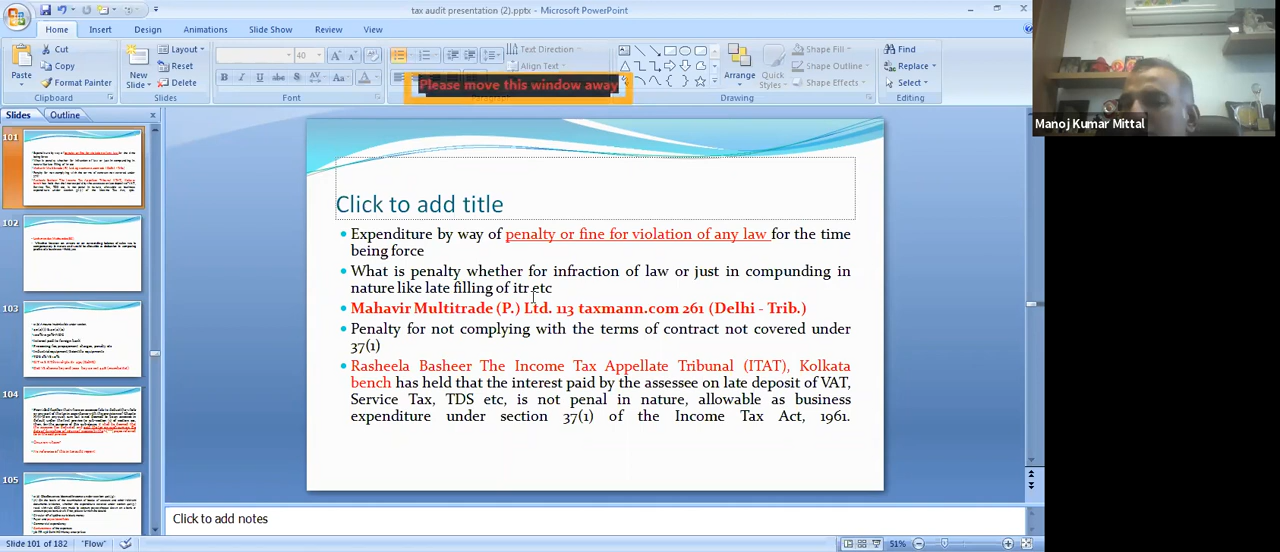 tax audit presentation (2).pptx - Microsoft PowerPoint
Home Insert Design Animations Slide Show Review View
Cut
Copy
Format Painter
Paste
Clipboard
New Slide
Layout
Reset
Delete
Slides
40
Font
Text Direction
Align Text
Please move this window away
Paragraph
Arrange
Quick Styles
Shape Fill
Shape Outline
Shape Effects
Drawing
Find
Replace
Select
Editing
Manoj Kumar Mittal
Slides Outline
101
102
103
104
105
Click to add title
Expenditure by way of penalty or fine for violation of any law for the time
being force
What is penalty whether for infraction of law or just in compunding in
nature like late filling of itr etc
Mahavir Multitrade (P.) Ltd. 113 taxmann.com 261 (Delhi - Trib.)
Penalty for not complying with the terms of contract not covered under
37(1)
Rasheela Basheer The Income Tax Appellate Tribunal (ITAT), Kolkata
bench has held that the interest paid by the assessee on late deposit of VAT,
Service Tax, TDS etc, is not penal in nature, allowable as business
expenditure under section 37(1) of the Income Tax Act, 1961.
Click to add notes
Slide 101 of 182 "Flow" 51%